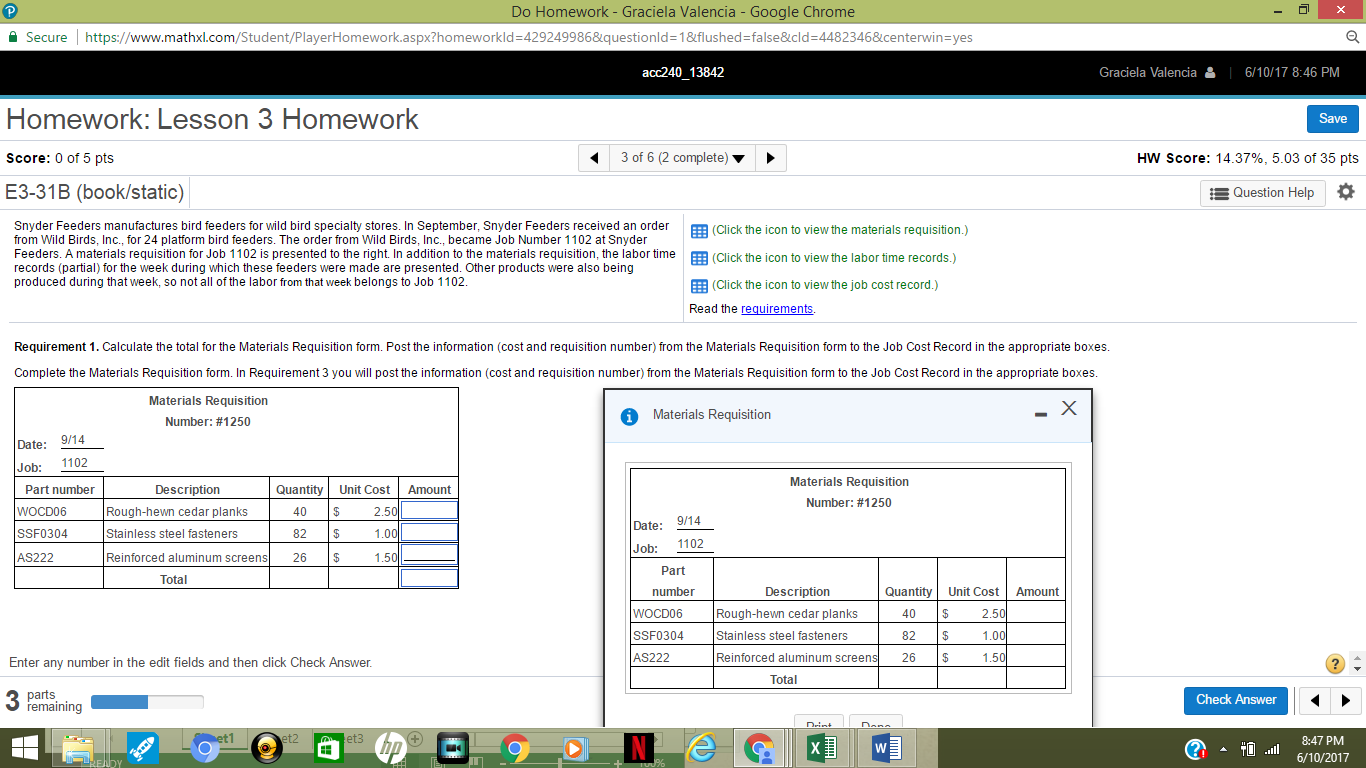 Do Homework - Graciela Valencia - Google Chrome
Secure | https://www.mathxl.com/Student/PlayerHomework.aspx?homeworkId=429249986&questionId=1&flushed=false&cId=4482346&centerwin=yes
acc240_13842
Graciela Valencia | 6/10/17 8:46 PM
Homework: Lesson 3 Homework
Save
Score: 0 of 5 pts
3 of 6 (2 complete)
HW Score: 14.37%, 5.03 of 35 pts
E3-31B (book/static)
Question Help
Snyder Feeders manufactures bird feeders for wild bird specialty stores. In September, Snyder Feeders received an order
from Wild Birds, Inc., for 24 platform bird feeders. The order from Wild Birds, Inc., became Job Number 1102 at Snyder
Feeders. A materials requisition for Job 1102 is presented to the right. In addition to the materials requisition, the labor time
records (partial) for the week during which these feeders were made are presented. Other products were also being
produced during that week, so not all of the labor from that week belongs to Job 1102.
(Click the icon to view the materials requisition.)
(Click the icon to view the labor time records.)
(Click the icon to view the job cost record.)
Read the requirements.
Requirement 1. Calculate the total for the Materials Requisition form. Post the information (cost and requisition number) from the Materials Requisition form to the Job Cost Record in the appropriate boxes.
Complete the Materials Requisition form. In Requirement 3 you will post the information (cost and requisition number) from the Materials Requisition form to the Job Cost Record in the appropriate boxes.
Materials Requisition
Number: #1250
Date: 9/14
Job: 1102
Part number Description Quantity Unit Cost Amount
WOCD06 Rough-hewn cedar planks 40 $ 2.50
SSF0304 Stainless steel fasteners 82 $ 1.00
AS222 Reinforced aluminum screens 26 $ 1.50
Total
Materials Requisition
Materials Requisition
Number: #1250
Date: 9/14
Job: 1102
Part
number Description Quantity Unit Cost Amount
WOCD06 Rough-hewn cedar planks 40 $ 2.50
SSF0304 Stainless steel fasteners 82 $ 1.00
AS222 Reinforced aluminum screens 26 $ 1.50
Total
Print Done
Enter any number in the edit fields and then click Check Answer.
3 parts
remaining
Check Answer
et1
et2
et3
hp
READY
100%
8:47 PM
6/10/2017